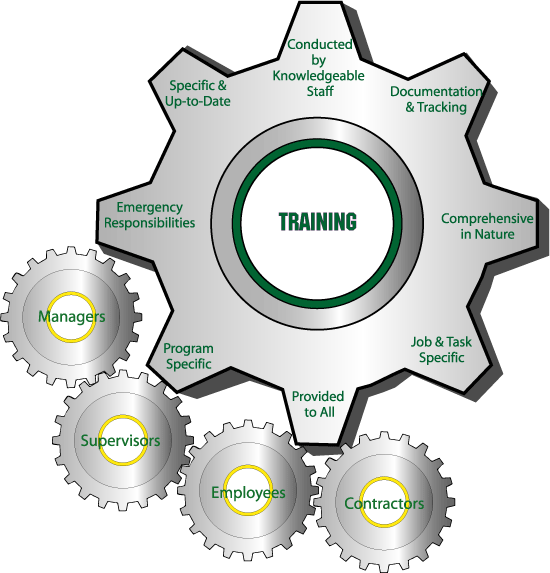 Conducted
by
Knowledgeable
Staff
Specific &
Up-to-Date
Documentation
& Tracking
Emergency
Responsibilities
TRAINING
Comprehensive
in Nature
Managers
Program
Specific
Job & Task
Specific
Provided
to All
Supervisors
Employees
Contractors